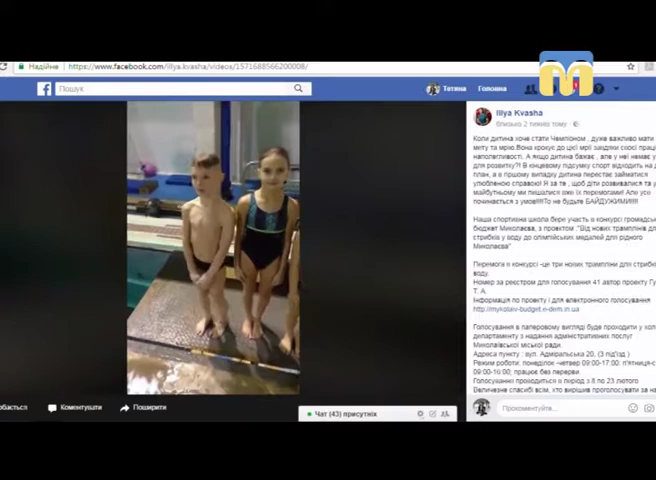 Надійне https://www.facebook.com/illya.kvasha/videos/1571688566200008/
Пошук
Тетяна Головна
Illya Kvasha
близько 2 тижнів тому
Коли дитина хоче стати Чемпіоном , дуже важливо мати
мету та мрію.Вона крокує до цієї мрії завдяки своєї праці
наполегливості. А якщо дитина бажає , але у неї немає у
для розвитку?! В кінцевому підсумку спорт відходить на д
план, а в гіршому випадку дитина перестає займатися
улюбленою справою! Я за те , щоб діти розвивалися та у
майбутньому ми пишалися вже їх перемогами! Але усе
починається з умов!!!!!То не будьте БАЙДУЖИМИ!!!!
Наша спортивна школа бере участь в конкурсі громадсь
бюджет Миколаєва, з проектом "Від нових трамплінів для
стрибків у воду до олімпійських медалей для рідного
Миколаєва"
Перемога в конкурсі -це три нових трампліни для стрибкі
воду.
Номер за реєстром для голосування 41 автор проекту Гу
Т. А.
Інформація по проекту і для електронного голосування
http://mykolaiv-budget.e-dem.in.ua
Голосування в паперовому вигляді буде проходити у хол
департаменту з надання адміністративних послуг
Миколаївської міської ради.
Адреса пункту : вул. Адміральська 20, (3 під'їзд )
Режим роботи: понеділок -четвер 09:00-17:00: п'ятниця-с
09:00-16:00; працює без перерви
Голосування проходиться в період з 8 по 23 лютого
Величезне спасибі всім, хто вирішив проголосувати за на
обається Коментувати Поширити
Чат (43) присутніх
Прокоментуйте...